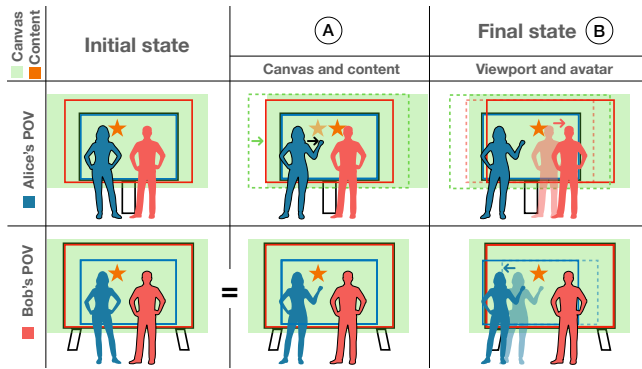 Canvas
Content
Initial state
A
Final state B
Canvas and content
Viewport and avatar
Alice's POV
Bob's POV
=